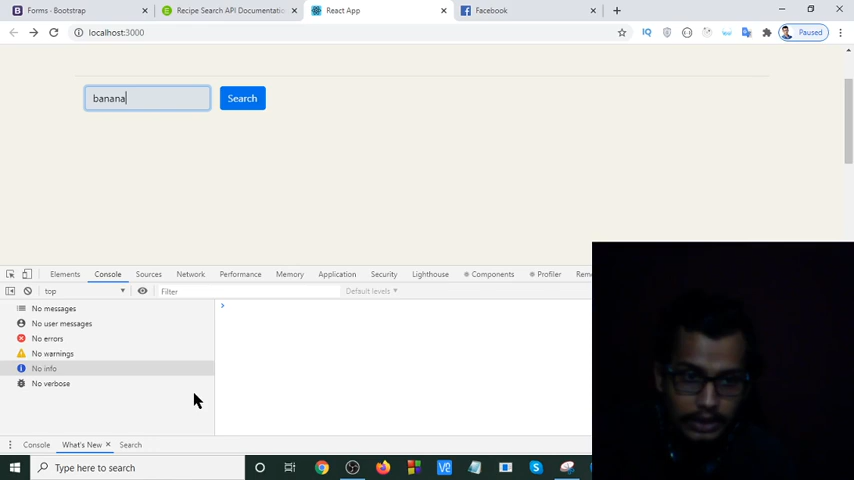 Forms - Bootstrap
Recipe Search API Documentatio
React App
Facebook
localhost:3000
IQ
Paused
banana
Search
Elements Console Sources Network Performance Memory Application Security Lighthouse Components Profiler Rem
top Filter Default levels
No messages
No user messages
No errors
No warnings
No info
No verbose
Console What's New Search
Type here to search